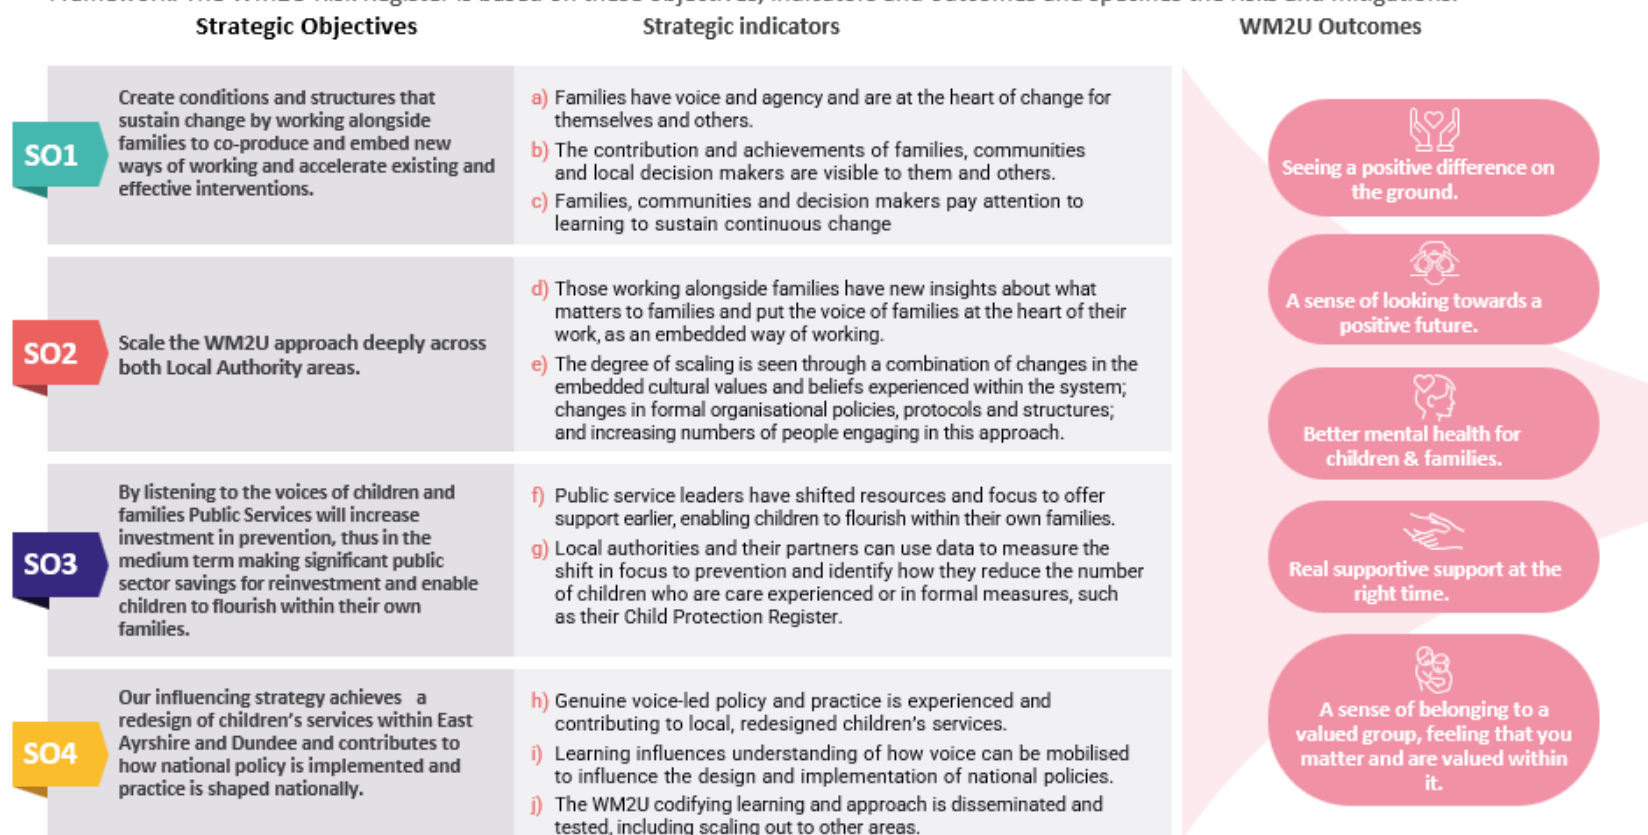 Framework. The WM2U Risk Register is based on these objectives, indicators and outcomes and specifies the risks and mitigations.
Strategic Objectives
Strategic indicators
WM2U Outcomes
SO1
Create conditions and structures that
sustain change by working alongside
families to co-produce and embed new
ways of working and accelerate existing and
effective interventions.
a) Families have voice and agency and are at the heart of change for
themselves and others.
b) The contribution and achievements of families, communities
and local decision makers are visible to them and others.
c) Families, communities and decision makers pay attention to
learning to sustain continuous change
SO2
Scale the WM2U approach deeply across
both Local Authority areas.
d) Those working alongside families have new insights about what
matters to families and put the voice of families at the heart of their
work, as an embedded way of working.
e) The degree of scaling is seen through a combination of changes in the
embedded cultural values and beliefs experienced within the system;
changes in formal organisational policies, protocols and structures;
and increasing numbers of people engaging in this approach.
SO3
By listening to the voices of children and
families Public Services will increase
investment in prevention, thus in the
medium term making significant public
sector savings for reinvestment and enable
children to flourish within their own
families.
f) Public service leaders have shifted resources and focus to offer
support earlier, enabling children to flourish within their own families.
g) Local authorities and their partners can use data to measure the
shift in focus to prevention and identify how they reduce the number
of children who are care experienced or in formal measures, such
as their Child Protection Register.
SO4
Our influencing strategy achieves a
redesign of children's services within East
Ayrshire and Dundee and contributes to
how national policy is implemented and
practice is shaped nationally.
h) Genuine voice-led policy and practice is experienced and
contributing to local, redesigned children's services.
i) Learning influences understanding of how voice can be mobilised
to influence the design and implementation of national policies.
j) The WM2U codifying learning and approach is disseminated and
tested, including scaling out to other areas.
Seeing a positive difference on
the ground.
A sense of looking towards a
positive future.
Better mental health for
children & families.
Real supportive support at the
right time.
A sense of belonging to a
valued group, feeling that you
matter and are valued within
it.